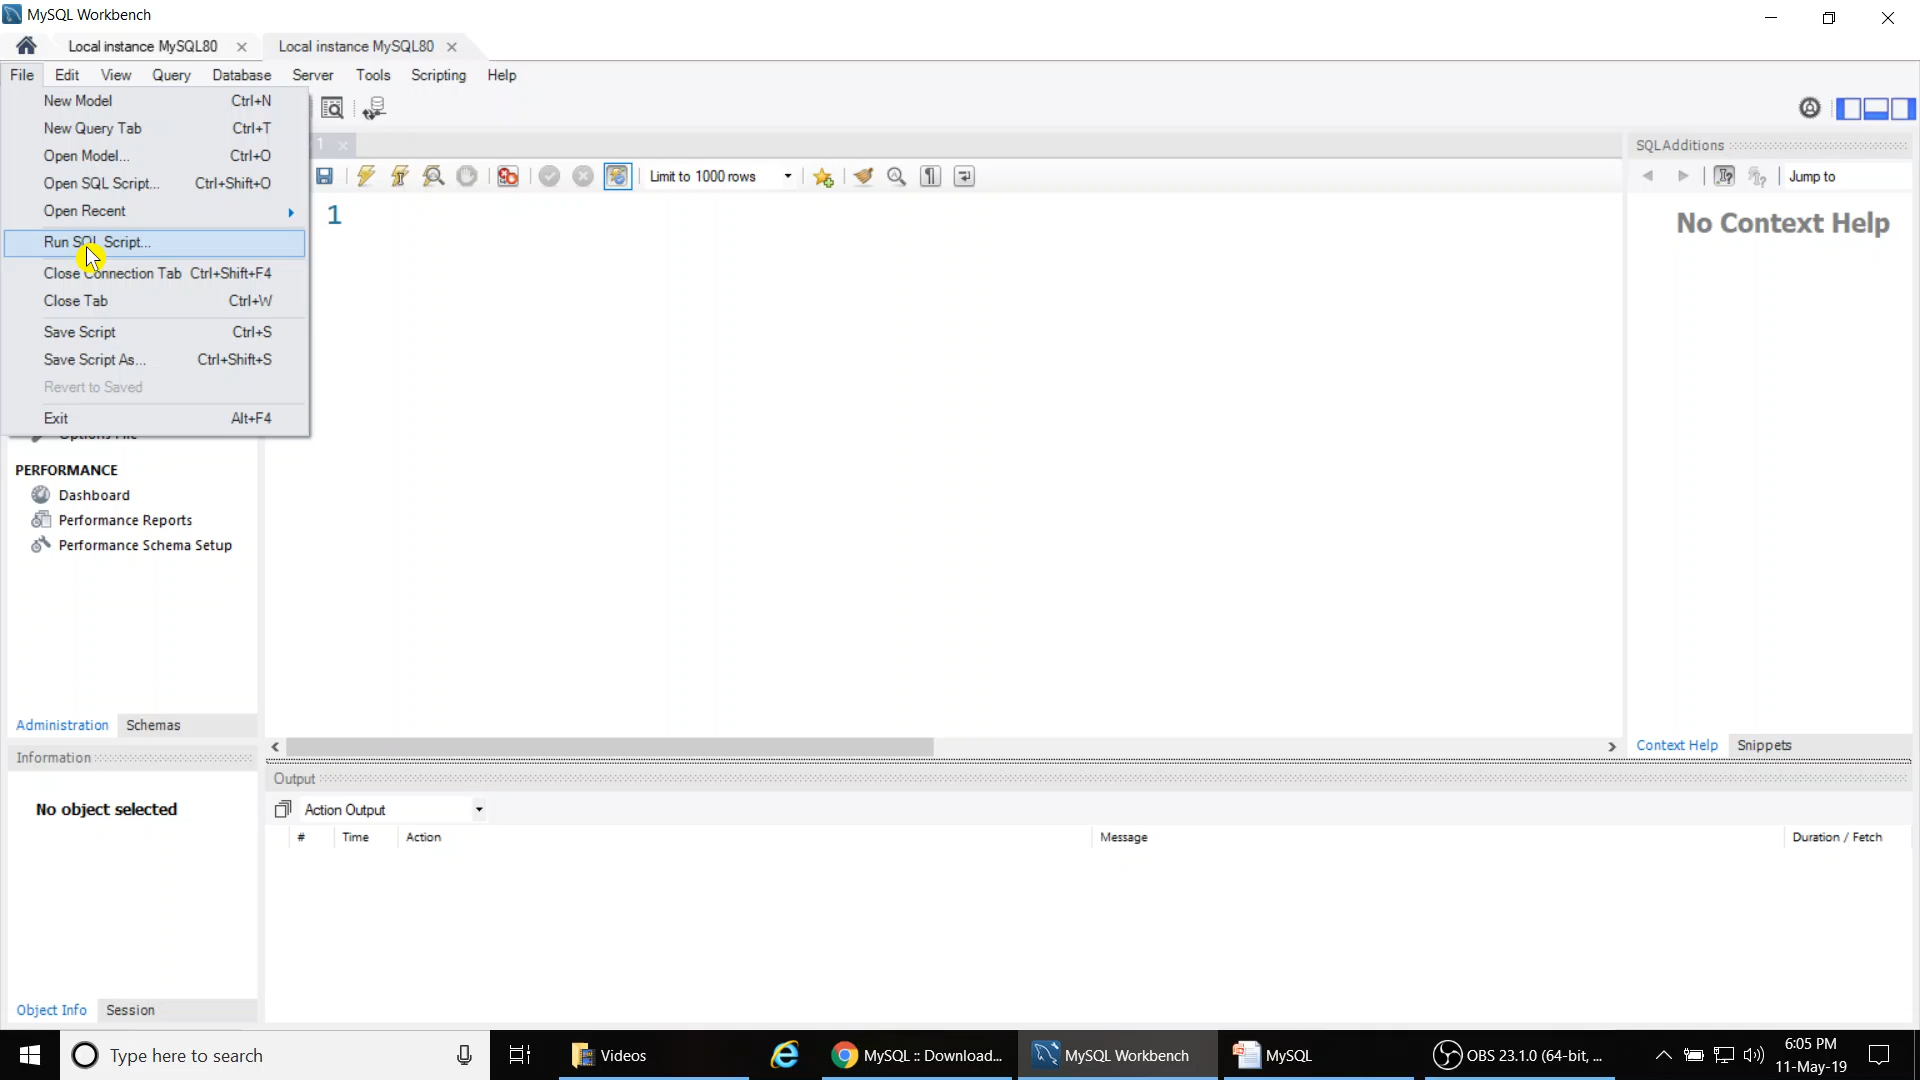 MySQL Workbench
Local instance MySQL80
Local instance MySQL80
File Edit View Query Database Server Tools Scripting Help
New Model Ctrl+N
New Query Tab Ctrl+T
Open Model... Ctrl+O
Open SQL Script... Ctrl+Shift+O
Open Recent
Run SQL Script...
Close Connection Tab Ctrl+Shift+F4
Close Tab Ctrl+W
Save Script Ctrl+S
Save Script As... Ctrl+Shift+S
Revert to Saved
Exit Alt+F4
1
Limit to 1000 rows
1
SQLAdditions
Jump to
No Context Help
Options File
PERFORMANCE
Dashboard
Performance Reports
Performance Schema Setup
Administration Schemas
Information
No object selected
Object Info Session
Context Help Snippets
Output
Action Output
# Time Action Message Duration / Fetch
Type here to search
Videos
MySQL :: Download...
MySQL Workbench
MySQL
OBS 23.1.0 (64-bit, ...
6:05 PM
11-May-19